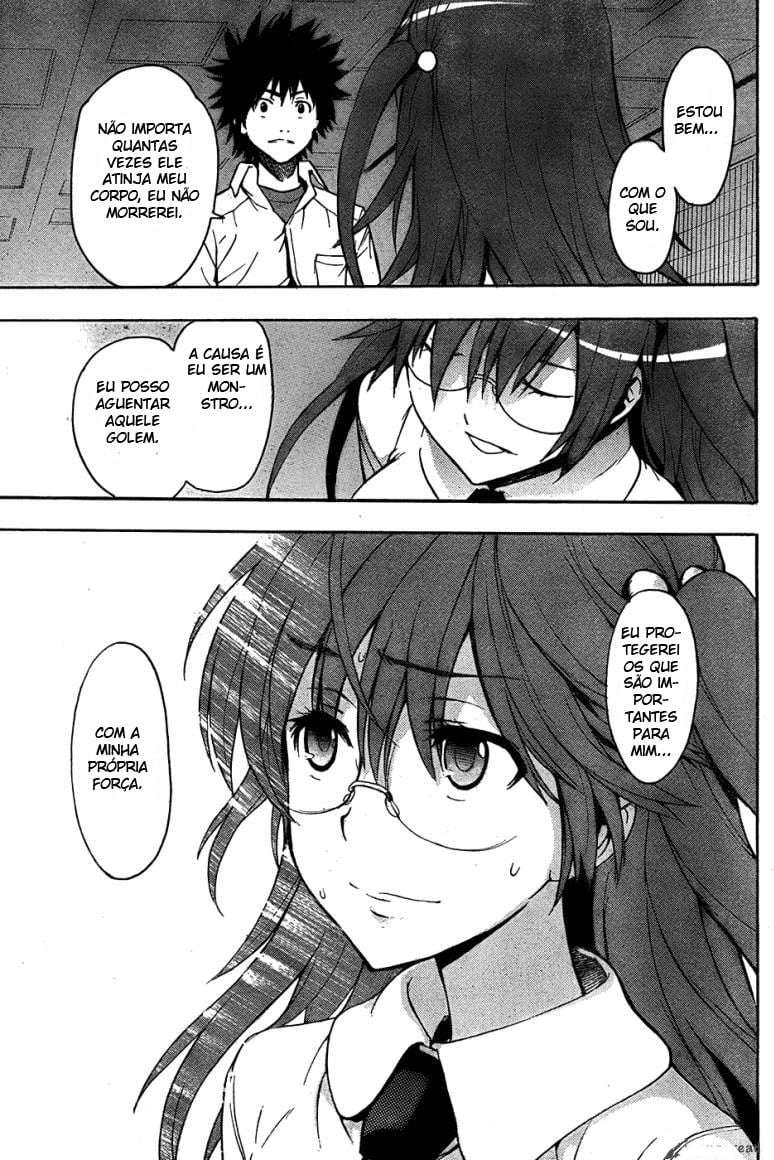 ESTOU
BEM...
COM O
QUE
SOU.
NÃO IMPORTA
QUANTAS
VEZES ELE
ATINJA MEU
CORPO, EU NÃO
MORREREI.
A CAUSA É
EU SER UM
MON-
STRO...
EU POSSO
AGUENTAR
AQUELE
GOLEM.
EU PRO-
TEGEREI
OS QUE
SÃO IM-
POR-
TANTES
PARA
MIM...
COM A
MINHA
PRÓPRIA
FORÇA.